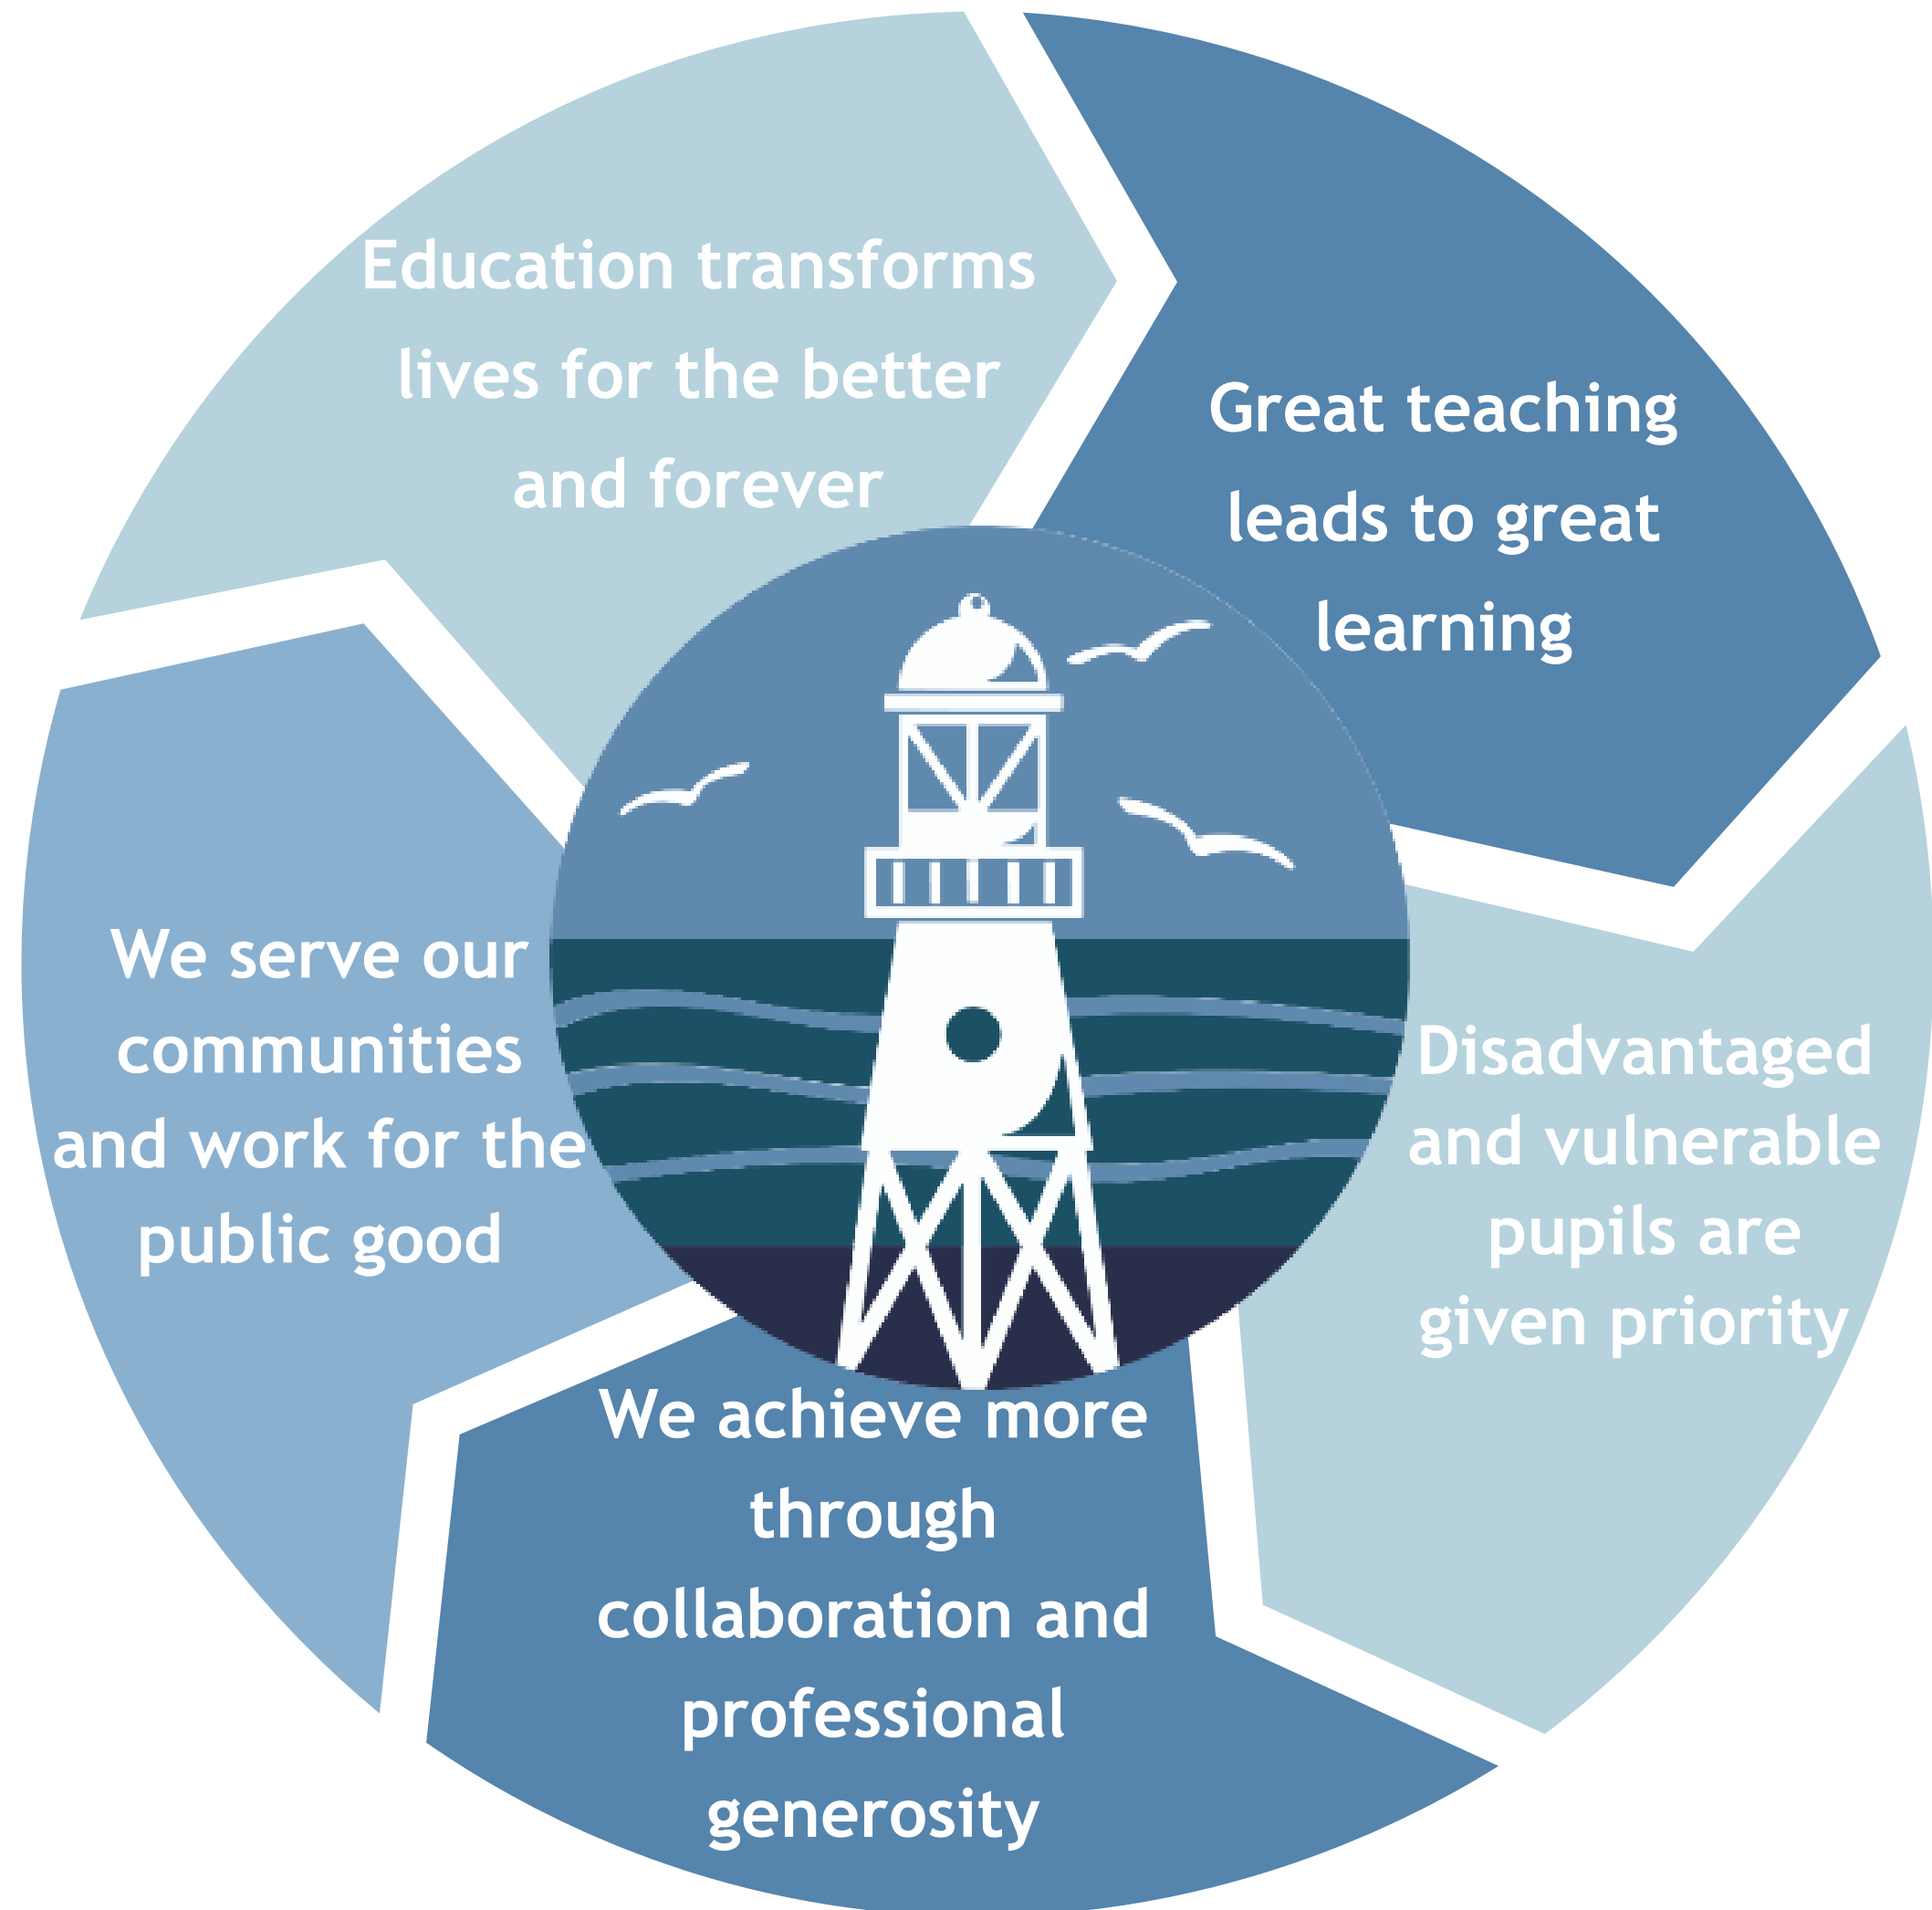 Education transforms
lives for the better
and forever
Great teaching
leads to great
learning
Disadvantaged
and vulnerable
pupils are
given priority
We achieve more
through
collaboration and
professional
generosity
We serve our
communities
and work for the
public good